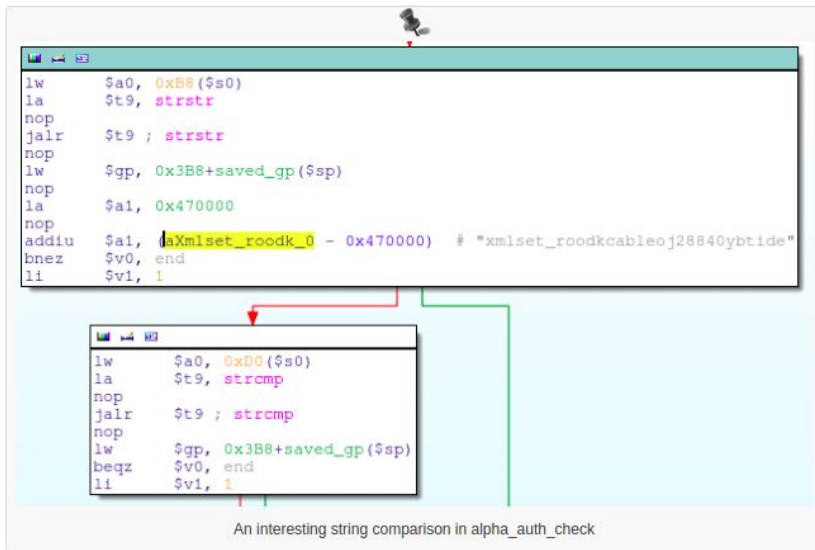 lw $a0, 0xB8($s0)
la $t9, strstr
nop
jalr $t9 ; strstr
nop
lw $gp, 0x3B8+saved_gp($sp)
nop
la $a1, 0x470000
nop
addiu $a1, (aXmlset_roodk_0 - 0x470000) # "xmlset_roodkcableoj28840ybtide"
bnez $v0, end
li $v1, 1
lw $a0, 0xD0($s0)
la $t9, strcmp
nop
jalr $t9 ; strcmp
nop
lw $gp, 0x3B8+saved_gp($sp)
beqz $v0, end
li $v1, 1
An interesting string comparison in alpha_auth_check